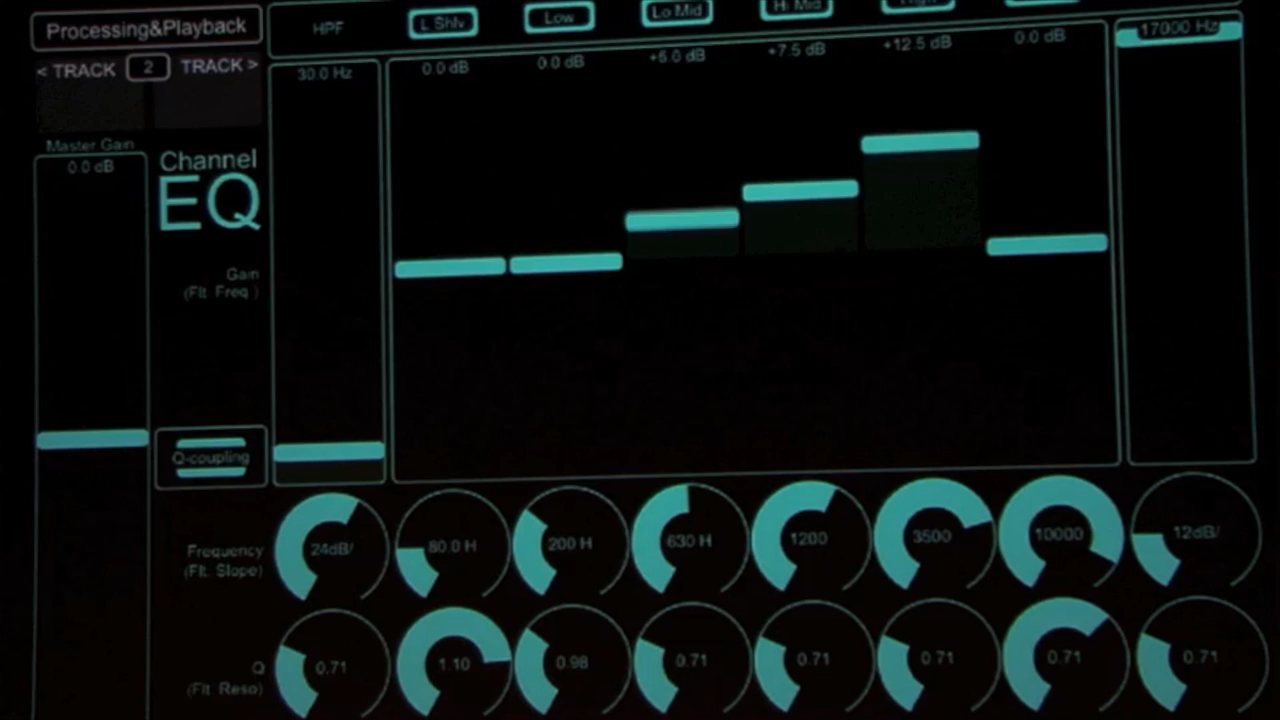 Processing&Playback
HPF
L Shlv
Low
Lo Mid
Hi Mid
High
< TRACK 2 TRACK >
30.0 Hz
0.0 dB
0.0 dB
+5.0 dB
+7.5 dB
+12.5 dB
0.0 dB
17000 Hz
Master Gain
0.0 dB
Channel
EQ
Gain
(Flt. Freq.)
Q-coupling
Frequency
(Flt. Slope)
24dB/
80.0 H
200 H
630 H
1200
3500
10000
12dB/
Q
(Flt. Reso)
0.71
1.10
0.98
0.71
0.71
0.71
0.71
0.71